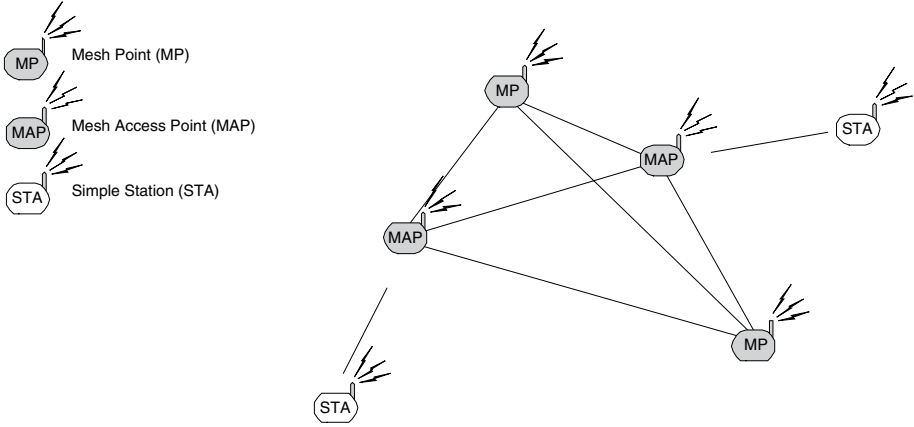 MP Mesh Point (MP)
MAP Mesh Access Point (MAP)
STA Simple Station (STA)
MP
MAP
STA
MAP
MP
STA